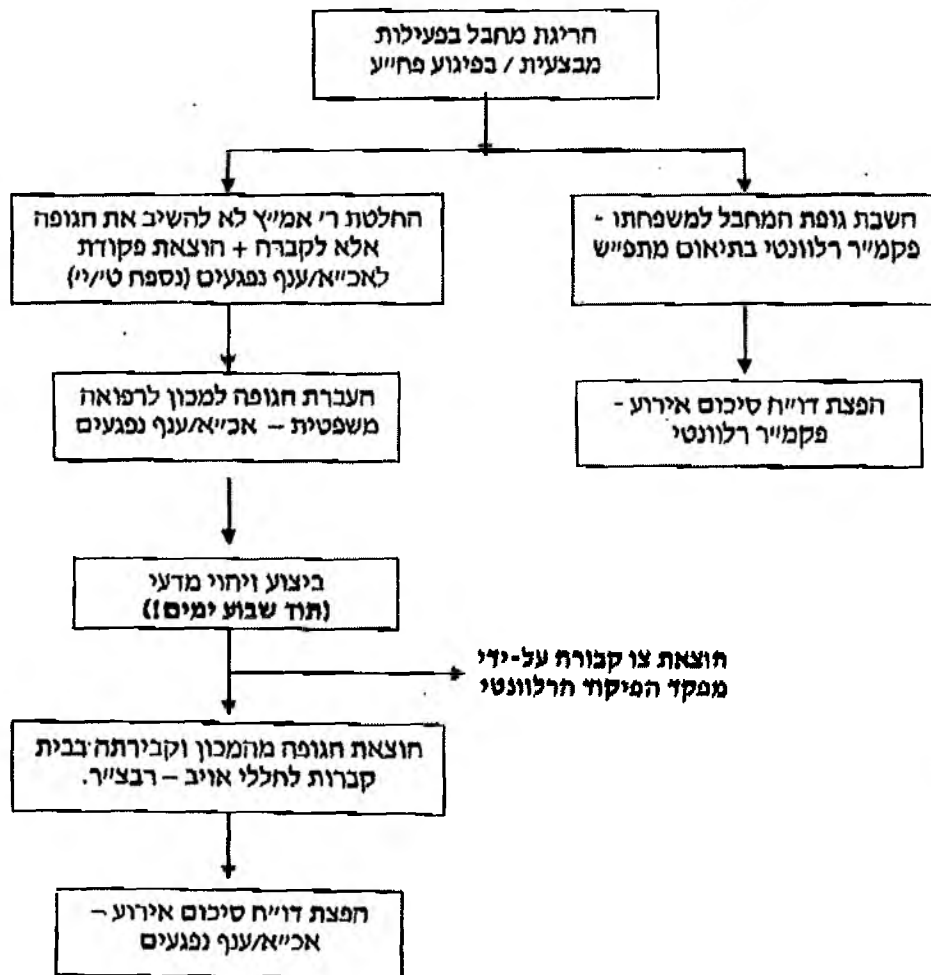 הריגת מחבל בפעילות
מבצעית / בפיגוע פח״ע
השבת גופת המחבל למשפחתו -
פקמ״ר רלוונטי בתיאום מתפ״ש
הפצת דו״ח סיכום אירוע -
פקמ״ר רלוונטי
החלטת ר׳ אמ״ץ לא להשיב את הגופה
אלא לקברה + הוצאת פקודת
לאכ״א/ענף נפגעים (נספח ט׳/י׳)
העברת הגופה למכון לרפואה
משפטית – אכ״א/ענף נפגעים
ביצוע זיהוי מדעי
(תוך שבוע ימים!)
הוצאת צו קבורה על-ידי
מפקד הפיקוד הרלוונטי
הוצאת הגופה מהמכון וקבירתה בבית
קברות לחללי אויב – רבצ״ר.
הפצת דו״ח סיכום אירוע –
אכ״א/ענף נפגעים